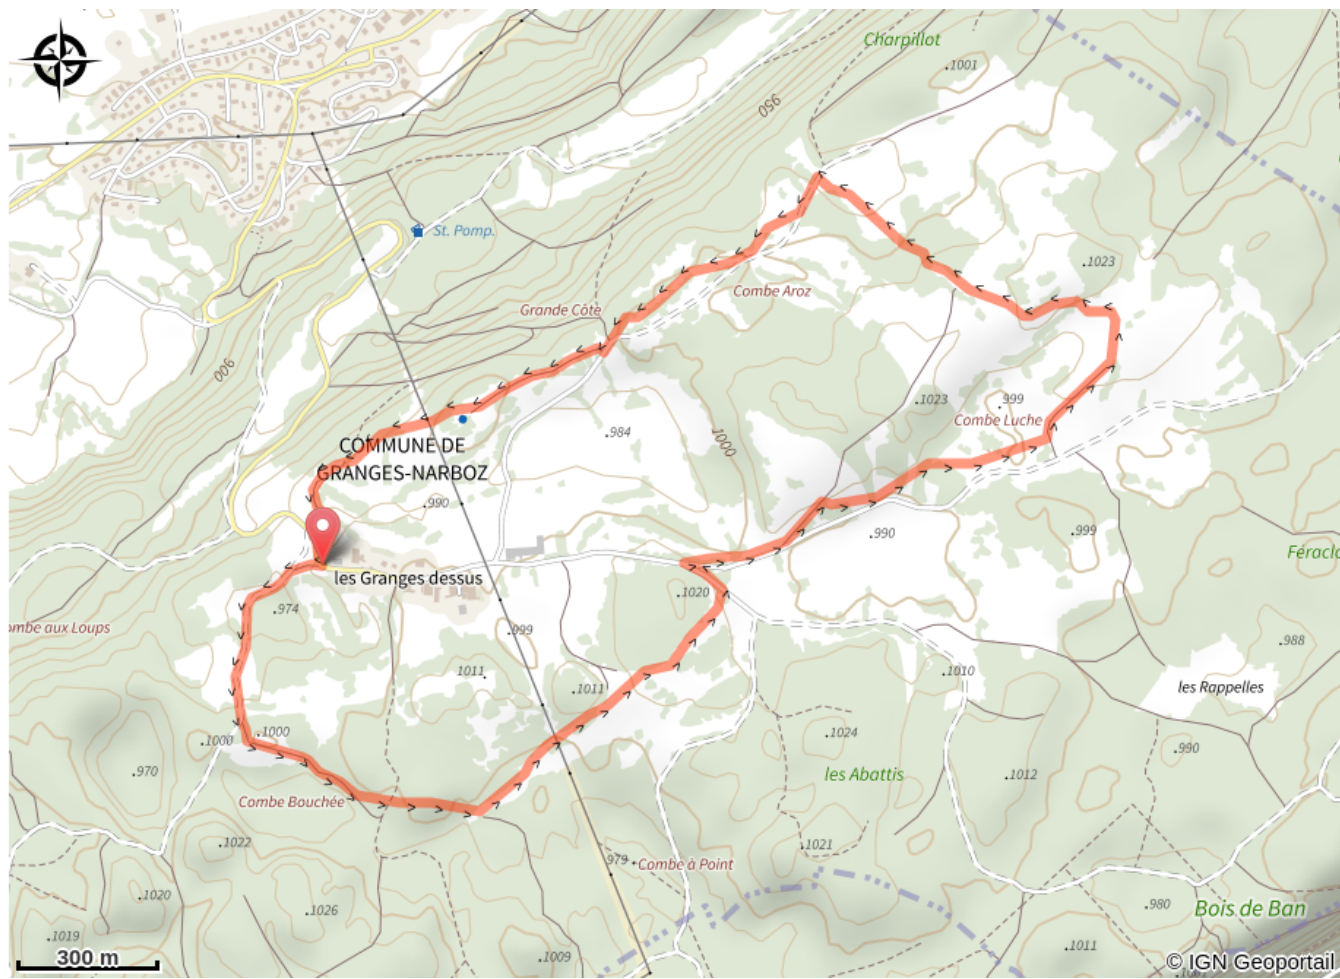 Charpillot
1001
950
St. Pomp.
1023
Combe Aroz
Grande Côte
900
1023
999
Combe Luche
984
1000
COMMUNE DE
GRANGES-NARBOZ
990
990
999
Féracl
les Granges dessus
1020
974
ombe aux Loups
999
988
1011
1011
1010
les Rappelles
1000
1000
1024
990
970
les Abattis
1012
Combe Bouchée
1022
1021
979
Combe à Point
1020
1026
980
Bois de Ban
1019
1009
1011
300 m
© IGN Geoportail